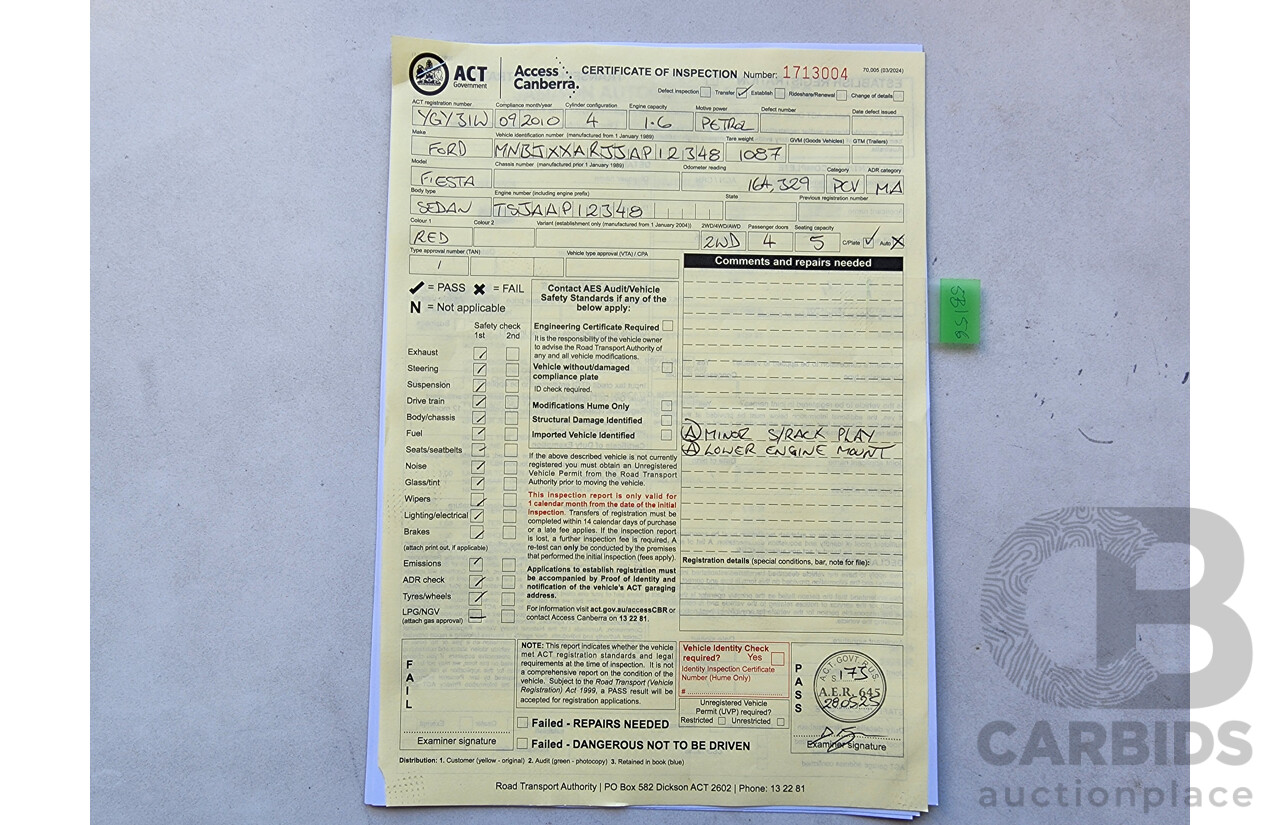 ACT
Government
Access
Canberra.
CERTIFICATE OF INSPECTION Number: 1713004
70.005 (03/2024)
Defect inspection Transfer Establish Rideshare/Renewal Change of details
ACT registration number Compliance month/year Cylinder configuration Engine capacity Motive power Defect number Date defect issued
YGY31W 09 2010 4 1.6 PETROL
Make Vehicle identification number (manufactured from 1 January 1989) Tare weight GVM (Goods Vehicles) GTM (Trailers)
FORD MNBJXXARJJAP12348 1087
Model Chassis number (manufactured prior 1 January 1989) Odometer reading Category ADR category
FIESTA 164,329 PCV MA
Body type Engine number (including engine prefix) State Previous registration number
SEDAN TSJAAP12348
Colour 1 Colour 2 Variant (establishment only (manufactured from 1 January 2004)) 2WD/4WD/AWD Passenger doors Seating capacity
RED 2WD 4 5 C/Plate Auto
Type approval number (TAN) Vehicle type approval (VTA) / CPA
Comments and repairs needed
= PASS = FAIL
N = Not applicable
Safety check
1st 2nd
Exhaust
Steering
Suspension
Drive train
Body/chassis
Fuel
Seats/seatbelts
Noise
Glass/tint
Wipers
Lighting/electrical
Brakes
(attach print out, if applicable)
Emissions
ADR check
Tyres/wheels
LPG/NGV
(attach gas approval)
Contact AES Audit/Vehicle
Safety Standards if any of the
below apply:
Engineering Certificate Required
It is the responsibility of the vehicle owner
to advise the Road Transport Authority of
any and all vehicle modifications.
Vehicle without/damaged
compliance plate
ID check required.
Modifications Hume Only
Structural Damage Identified
Imported Vehicle Identified
If the above described vehicle is not currently
registered you must obtain an Unregistered
Vehicle Permit from the Road Transport
Authority prior to moving the vehicle.
This inspection report is only valid for
1 calendar month from the date of the initial
inspection. Transfers of registration must be
completed within 14 calendar days of purchase
or a late fee applies. If the inspection report
is lost, a further inspection fee is required. A
re-test can only be conducted by the premises
that performed the initial inspection (fees apply).
Applications to establish registration must
be accompanied by Proof of Identity and
notification of the vehicle's ACT garaging
address.
For information visit act.gov.au/accessCBR or
contact Access Canberra on 13 22 81.
A MINOR S/RACK PLAY
A LOWER ENGINE MOUNT
Registration details (special conditions, bar, note for file):
58156
FAIL
Examiner signature
NOTE: This report indicates whether the vehicle
met ACT registration standards and legal
requirements at the time of inspection. It is not
a comprehensive report on the condition of the
vehicle. Subject to the Road Transport (Vehicle
Registration) Act 1999, a PASS result will be
accepted for registration applications.
Failed - REPAIRS NEEDED
Failed - DANGEROUS NOT TO BE DRIVEN
Vehicle Identity Check
required? Yes
Identity Inspection Certificate
Number (Hume Only)
#
Unregistered Vehicle
Permit (UVP) required?
Restricted Unrestricted
PASS
A.C.T. GOVT R.U.S.
S 175
A.E.R. 645
280525
Examiner signature
Distribution: 1. Customer (yellow - original) 2. Audit (green - photocopy) 3. Retained in book (blue)
Road Transport Authority | PO Box 582 Dickson ACT 2602 | Phone: 13 22 81
CARBIDS
auctionplace